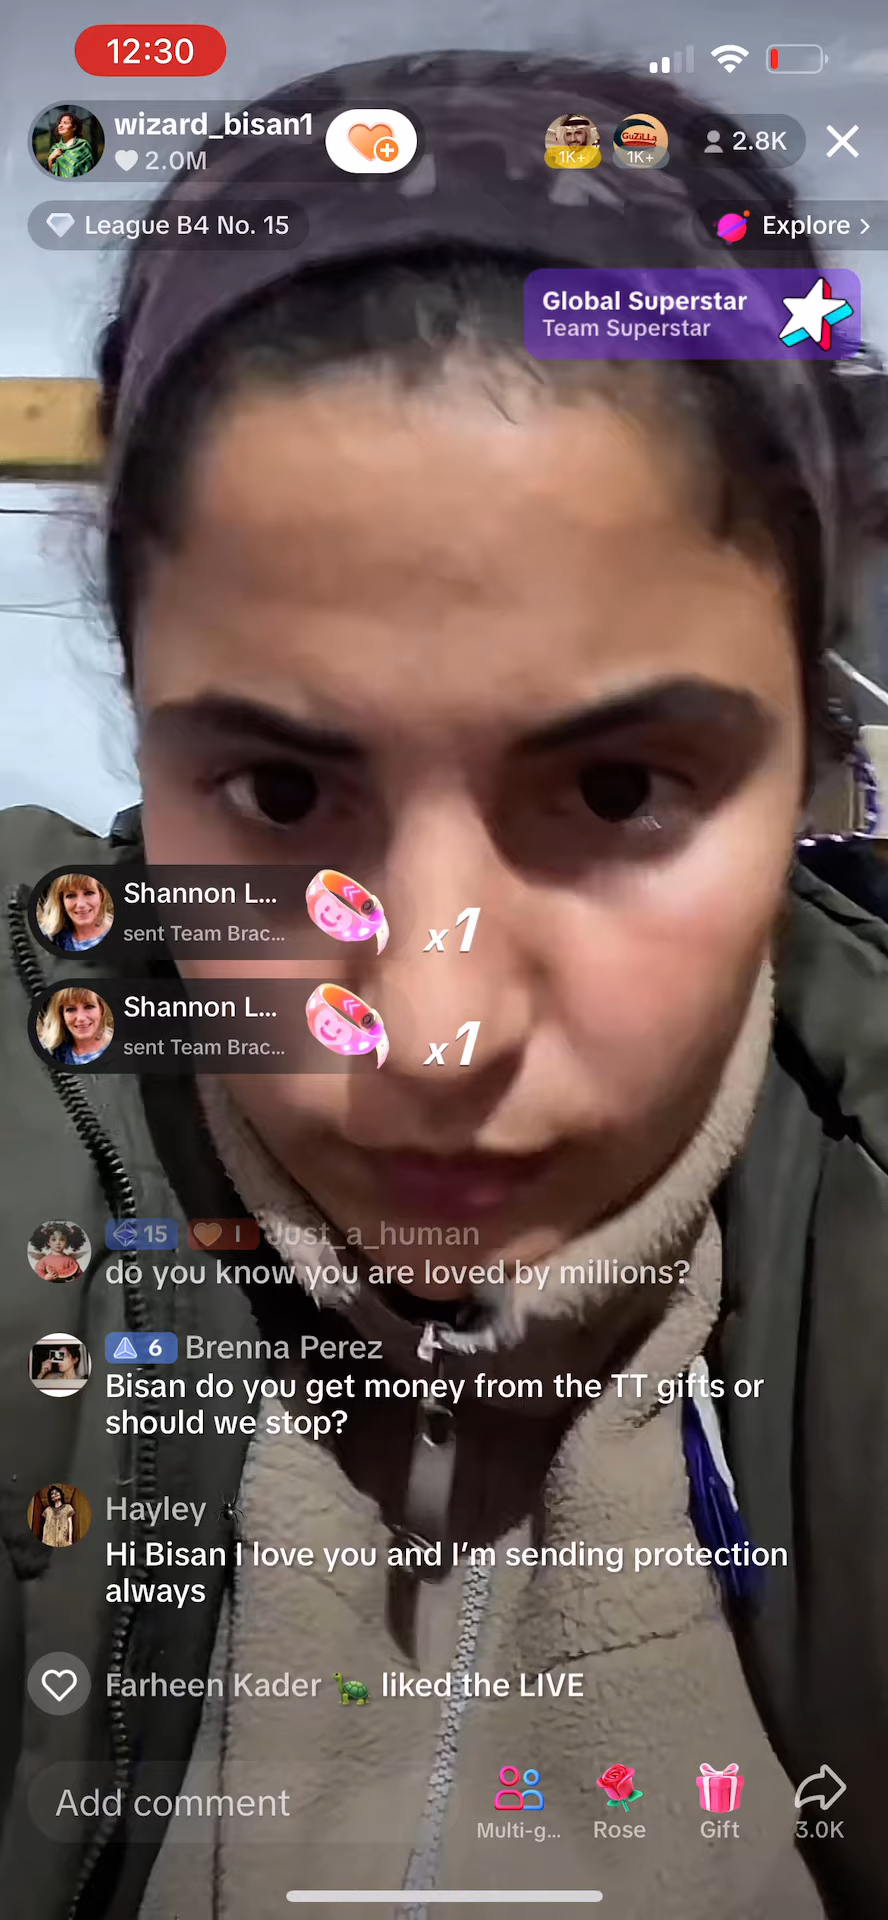 12:30
wizard_bisan1
2.0M
1K+
GuZiLLa
1K+
2.8K
League B4 No. 15
Explore >
Global Superstar
Team Superstar
Shannon L...
sent Team Brac...
x1
Shannon L...
sent Team Brac...
x1
15 I Just_a_human
do you know you are loved by millions?
6 Brenna Perez
Bisan do you get money from the TT gifts or
should we stop?
Hayley 🕷
Hi Bisan I love you and I’m sending protection
always
Farheen Kader 🐢 liked the LIVE
Add comment
Multi-g...
Rose
Gift
3.0K